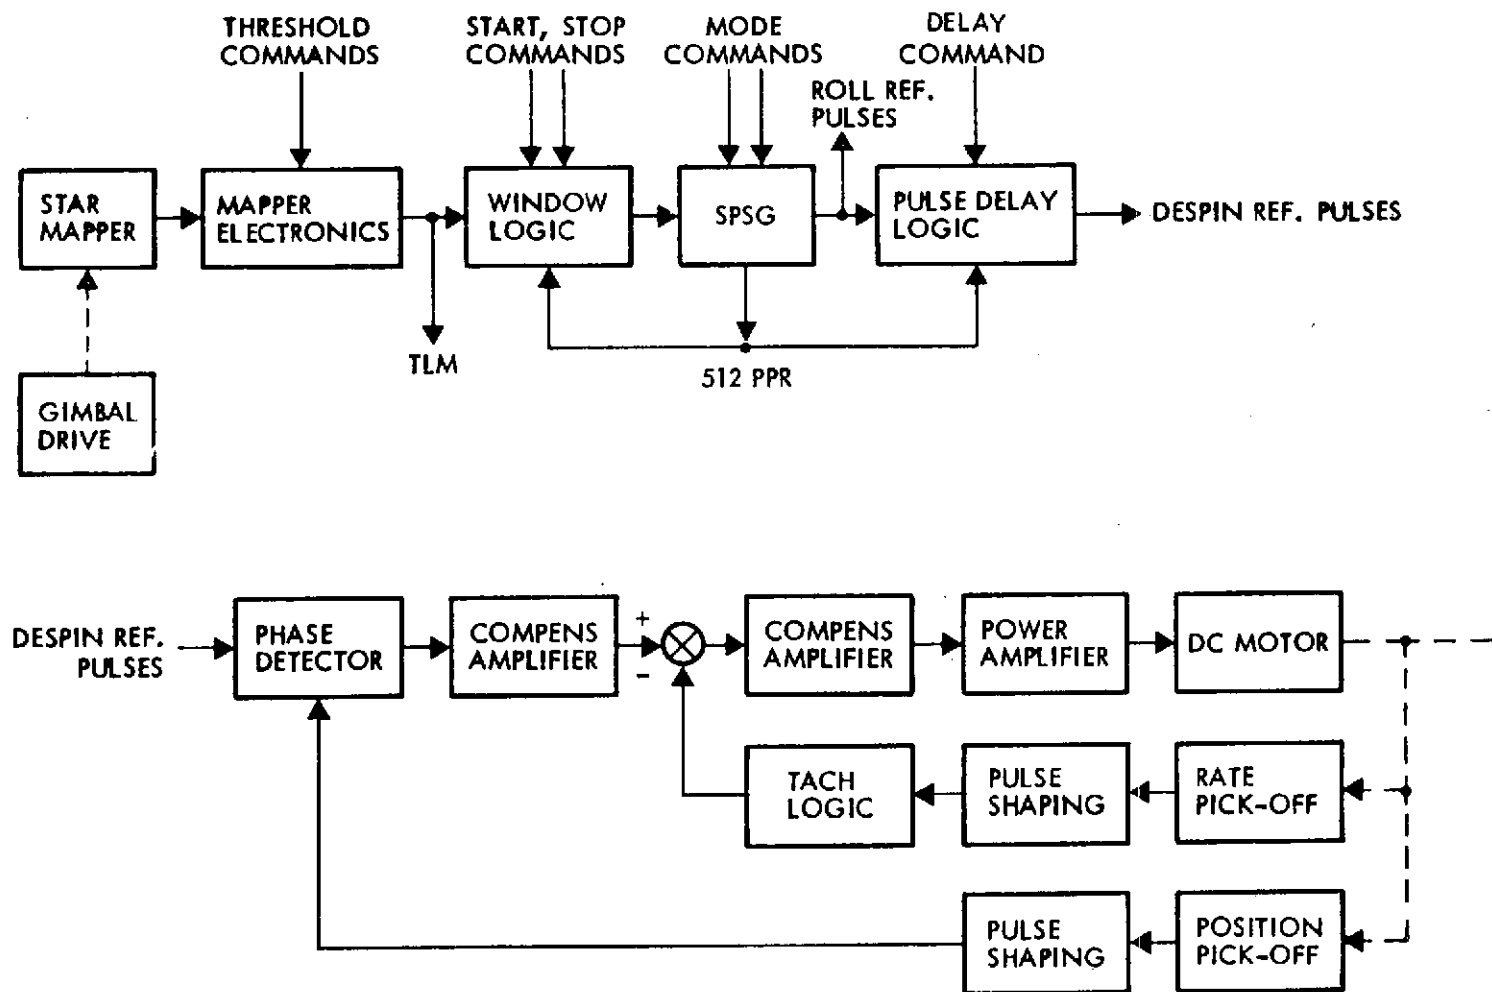 THRESHOLD
COMMANDS
START, STOP
COMMANDS
MODE
COMMANDS
DELAY
COMMAND
ROLL REF.
PULSES
STAR
MAPPER
MAPPER
ELECTRONICS
WINDOW
LOGIC
SPSG
PULSE DELAY
LOGIC
DESPIN REF. PULSES
TLM
512 PPR
GIMBAL
DRIVE
DESPIN REF.
PULSES
PHASE
DETECTOR
COMPENS
AMPLIFIER
+
-
COMPENS
AMPLIFIER
POWER
AMPLIFIER
DC MOTOR
TACH
LOGIC
PULSE
SHAPING
RATE
PICK-OFF
PULSE
SHAPING
POSITION
PICK-OFF